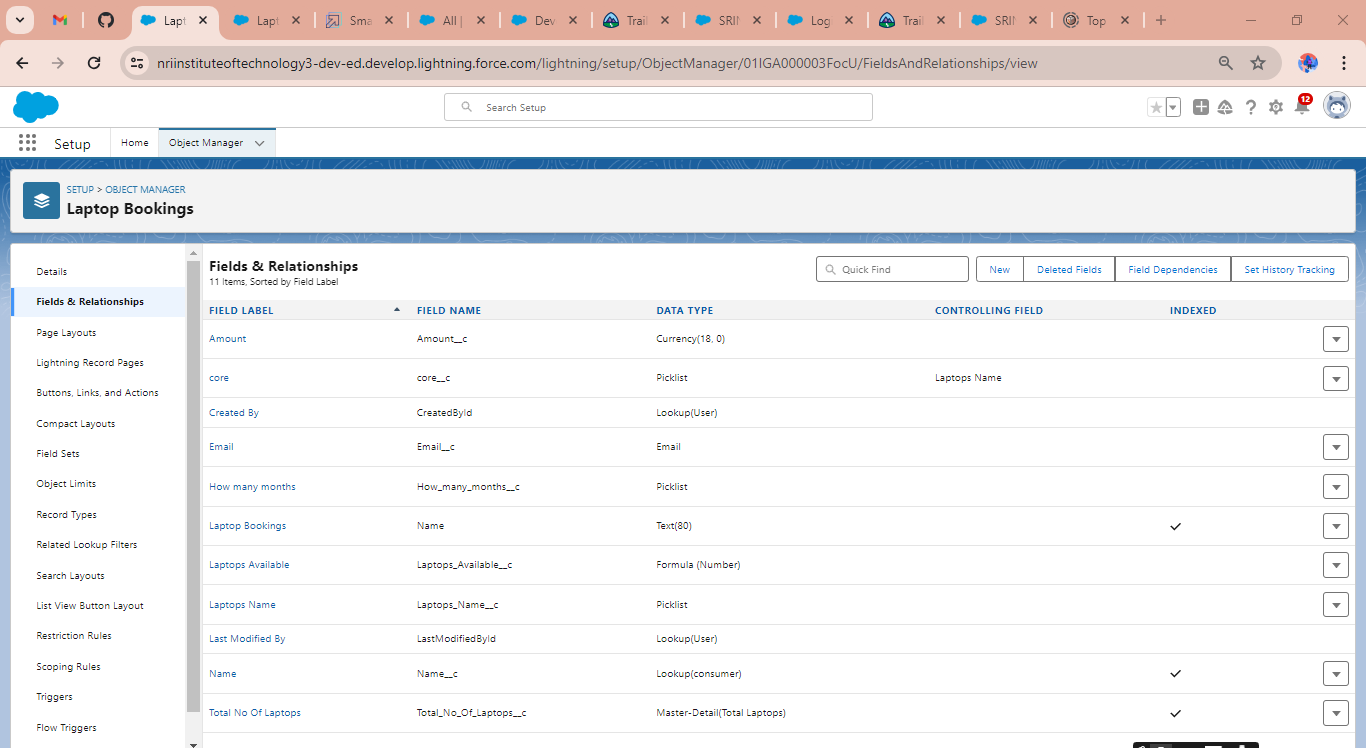 Lapt
Lapt
Sma
All |
Deve
Trail
SRIN
Log
Trail
SRIN
Top
nriinstituteoftechnology3-dev-ed.develop.lightning.force.com/lightning/setup/ObjectManager/01IGA000003FocU/FieldsAndRelationships/view
Search Setup
12
Setup
Home
Object Manager
SETUP > OBJECT MANAGER
Laptop Bookings
Details
Fields & Relationships
Page Layouts
Lightning Record Pages
Buttons, Links, and Actions
Compact Layouts
Field Sets
Object Limits
Record Types
Related Lookup Filters
Search Layouts
List View Button Layout
Restriction Rules
Scoping Rules
Triggers
Flow Triggers
Fields & Relationships
11 Items, Sorted by Field Label
Quick Find
New
Deleted Fields
Field Dependencies
Set History Tracking
FIELD LABEL FIELD NAME DATA TYPE CONTROLLING FIELD INDEXED
Amount Amount__c Currency(18, 0)
core core__c Picklist Laptops Name
Created By CreatedById Lookup(User)
Email Email__c Email
How many months How_many_months__c Picklist
Laptop Bookings Name Text(80)
Laptops Available Laptops_Available__c Formula (Number)
Laptops Name Laptops_Name__c Picklist
Last Modified By LastModifiedById Lookup(User)
Name Name__c Lookup(consumer)
Total No Of Laptops Total_No_Of_Laptops__c Master-Detail(Total Laptops)